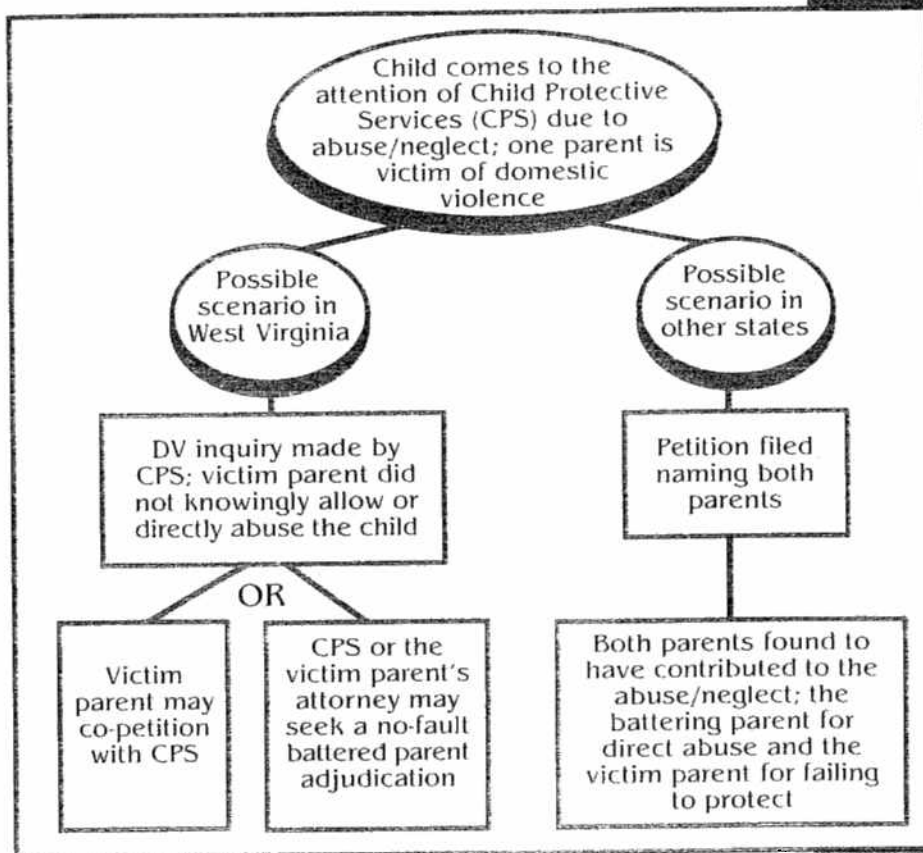 Child comes to the
attention of Child Protective
Services (CPS) due to
abuse/neglect; one parent is
victim of domestic
violence
Possible
scenario in
West Virginia
Possible
scenario in
other states
DV inquiry made by
CPS; victim parent did
not knowingly allow or
directly abuse the child
Petition filed
naming both
parents
OR
Victim
parent may
co-petition
with CPS
CPS or the
victim parent's
attorney may
seek a no-fault
battered parent
adjudication
Both parents found to
have contributed to the
abuse/neglect; the
battering parent for
direct abuse and the
victim parent for failing
to protect